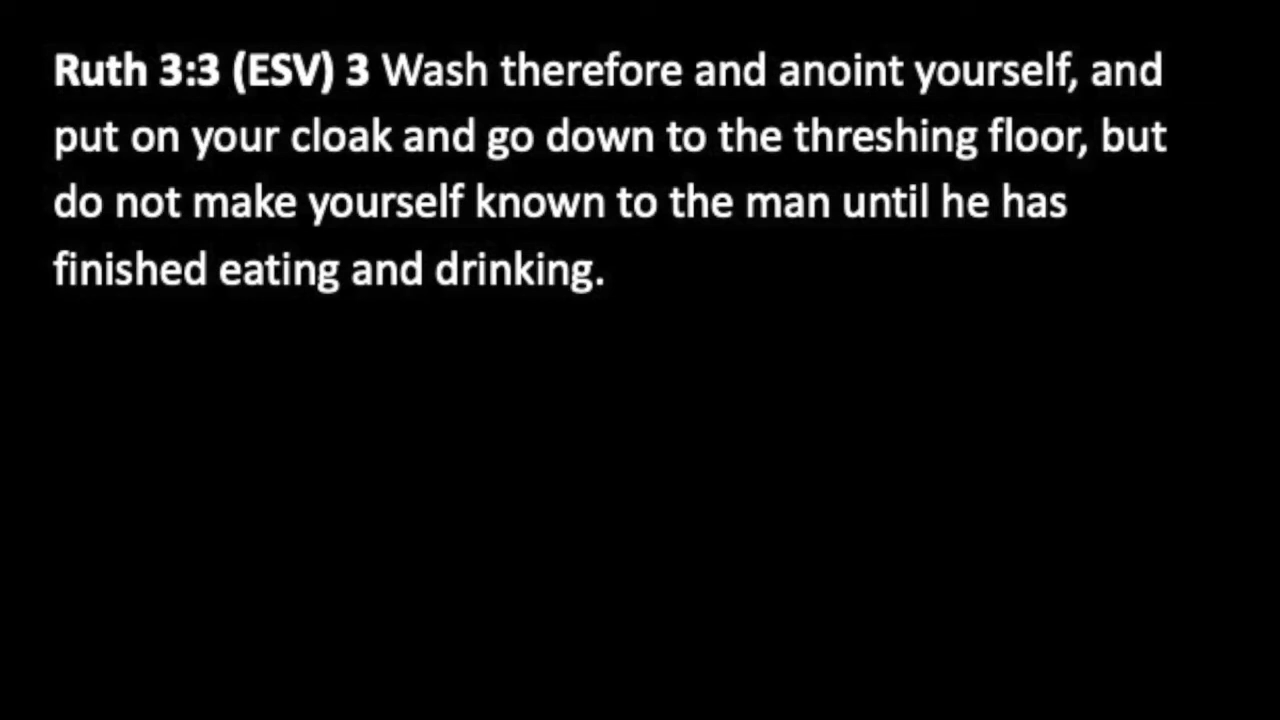 Ruth 3:3 (ESV) 3 Wash therefore and anoint yourself, and
put on your cloak and go down to the threshing floor, but
do not make yourself known to the man until he has
finished eating and drinking.